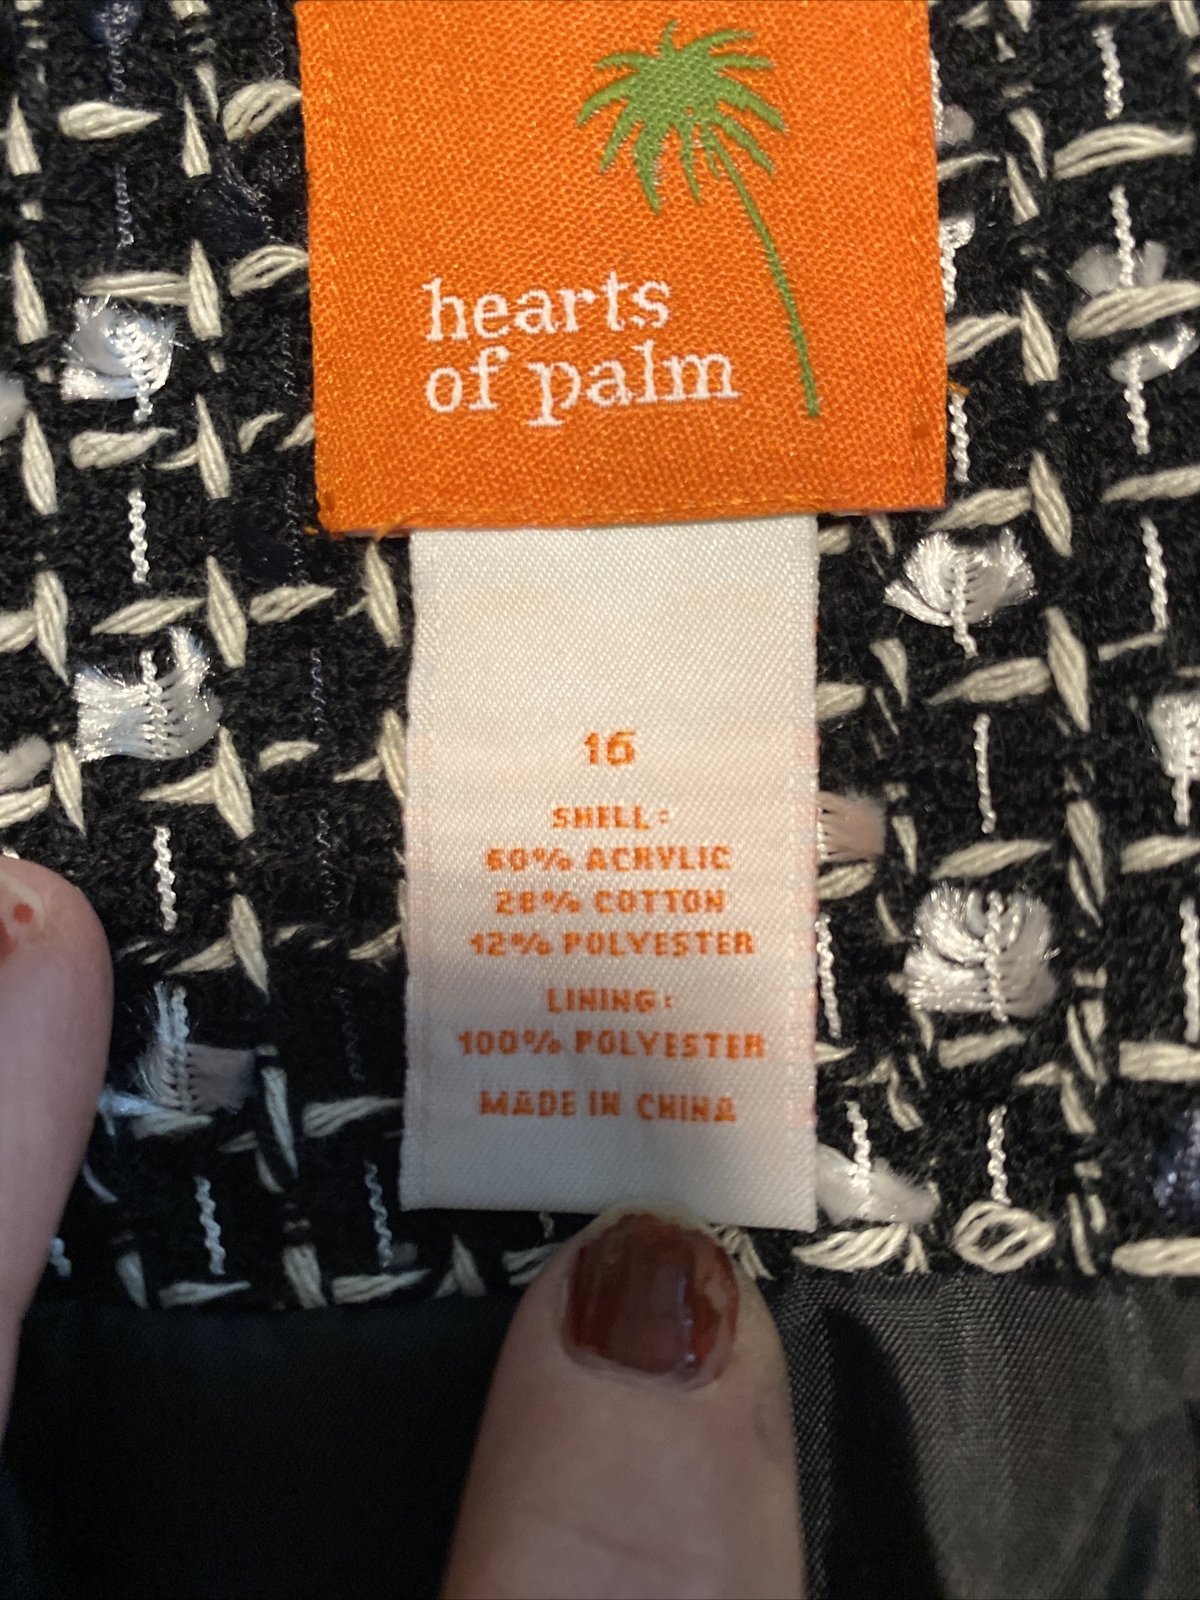 hearts
of palm
16
SHELL:
60% ACRYLIC
28% COTTON
12% POLYESTER
LINING:
100% POLYESTER
MADE IN CHINA